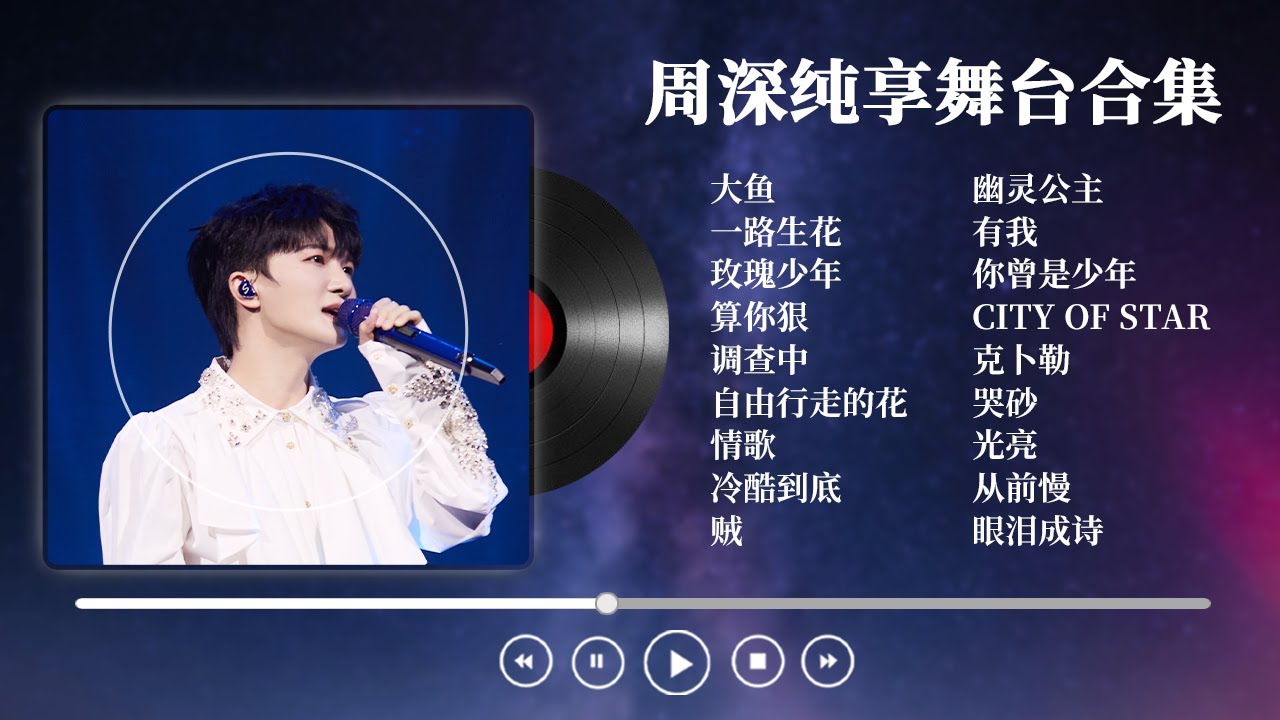 周深纯享舞台合集
大鱼
一路生花
玫瑰少年
算你狠
调查中
自由行走的花
情歌
冷酷到底
贼
幽灵公主
有我
你曾是少年
CITY OF STAR
克卜勒
哭砂
光亮
从前慢
眼泪成诗